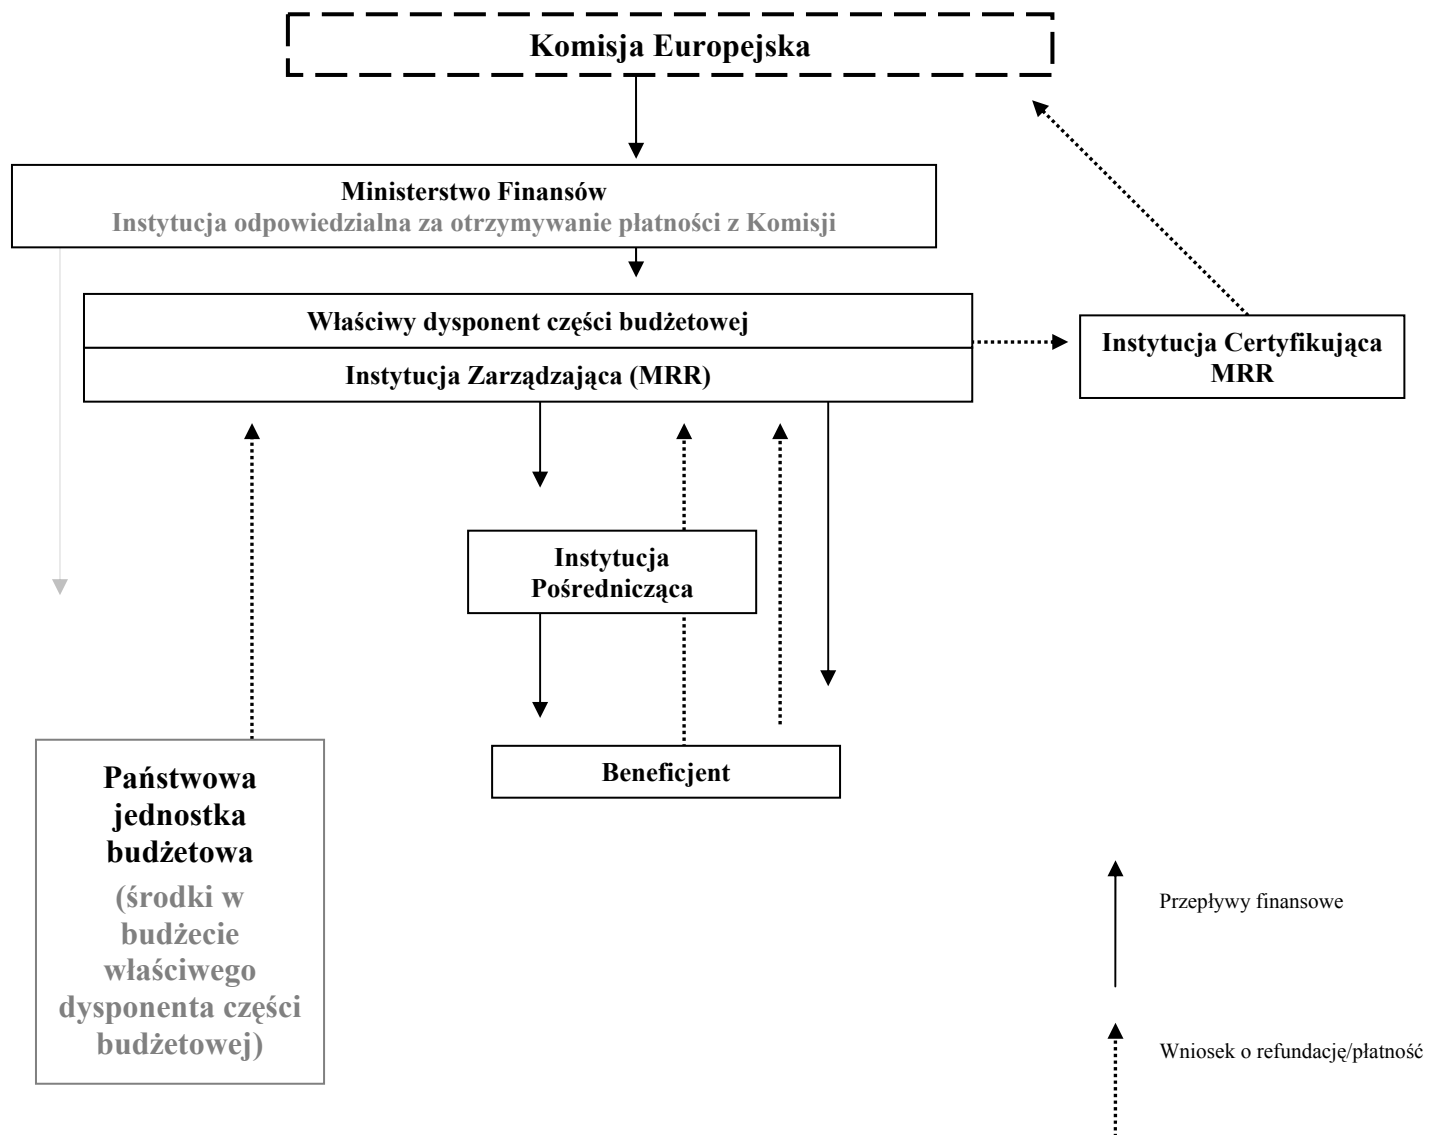 Komisja Europejska
Ministerstwo Finansów
Instytucja odpowiedzialna za otrzymywanie płatności z Komisji
Właściwy dysponent części budżetowej
Instytucja Zarządzająca (MRR)
Instytucja Certyfikująca
MRR
Instytucja
Pośrednicząca
Beneficjent
Państwowa
jednostka
budżetowa
(środki w
budżecie
właściwego
dysponenta części
budżetowej)
Przepływy finansowe
Wniosek o refundację/płatność